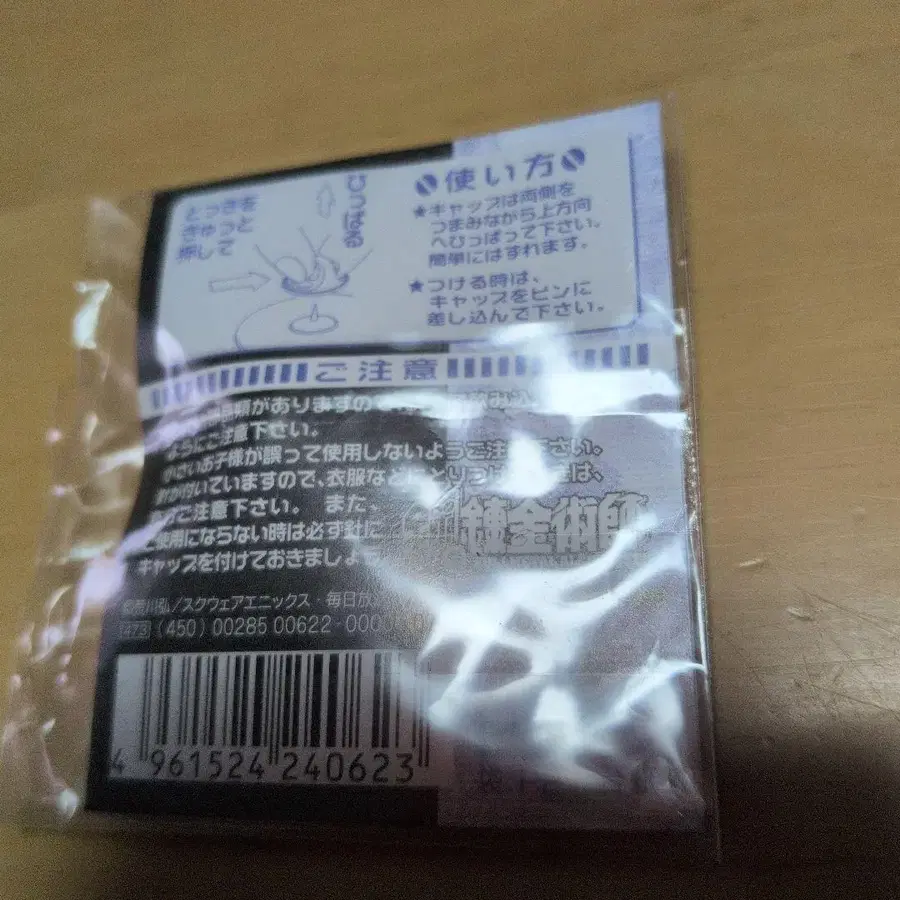 使い方
とっきを
きゅっと
押して
ひっぱる
★キャップは両側を
つまみながら上方向
へひっぱって下さい。
簡単にはずれます。
★つける時は、
キャップをピンに
差し込んで下さい。
ご注意
がありますの
ようにご注意下さい。
小さいお子様が誤って使用しないようご注 下さい。
針が付いていますので、衣服などにとりつけ は、
ご注意下さい。 また、
ご使用にならない時は必ず針に
キャップを付けておきましょ
錬金術師
荒川弘/スクウェアエニックス・毎日放
(450) 00285 00622-000
4 961524 240623